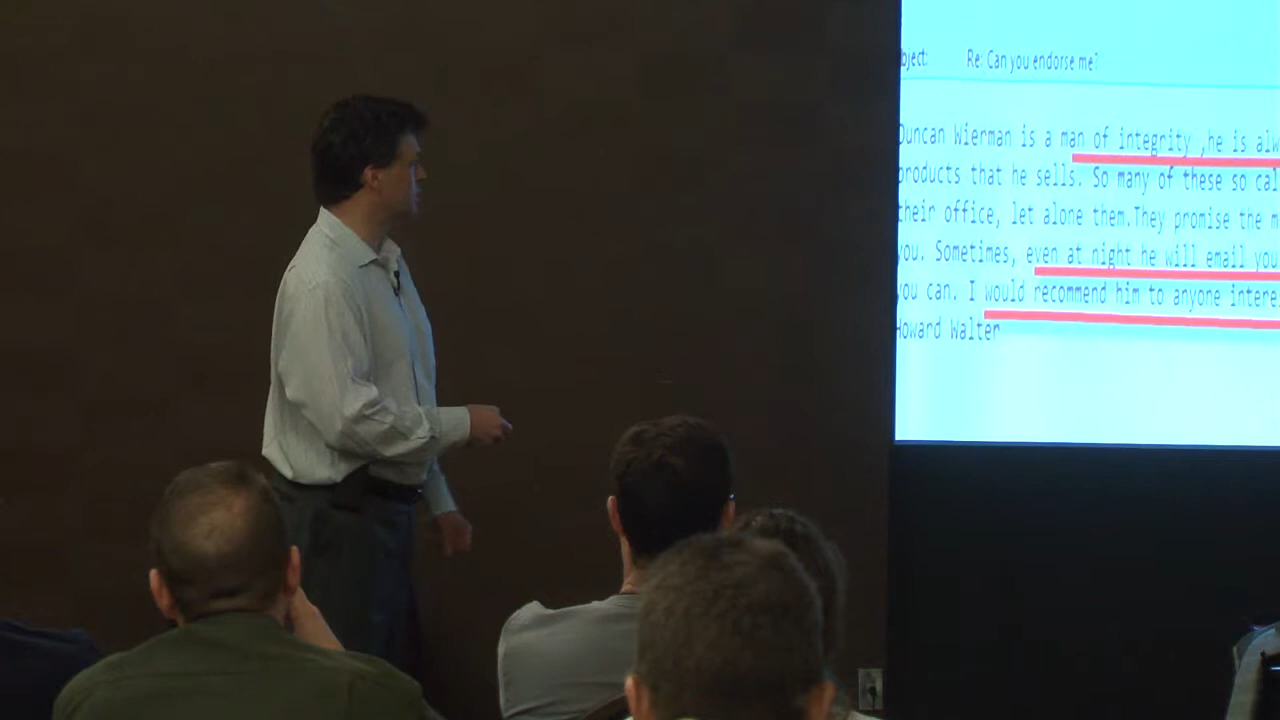 bject: Re: Can you endorse me?
Duncan Wierman is a man of integrity ,he is alw
products that he sells. So many of these so cal
their office, let alone them.They promise the m
you. Sometimes, even at night he will email you
you can. I would recommend him to anyone intere
Howard Walter